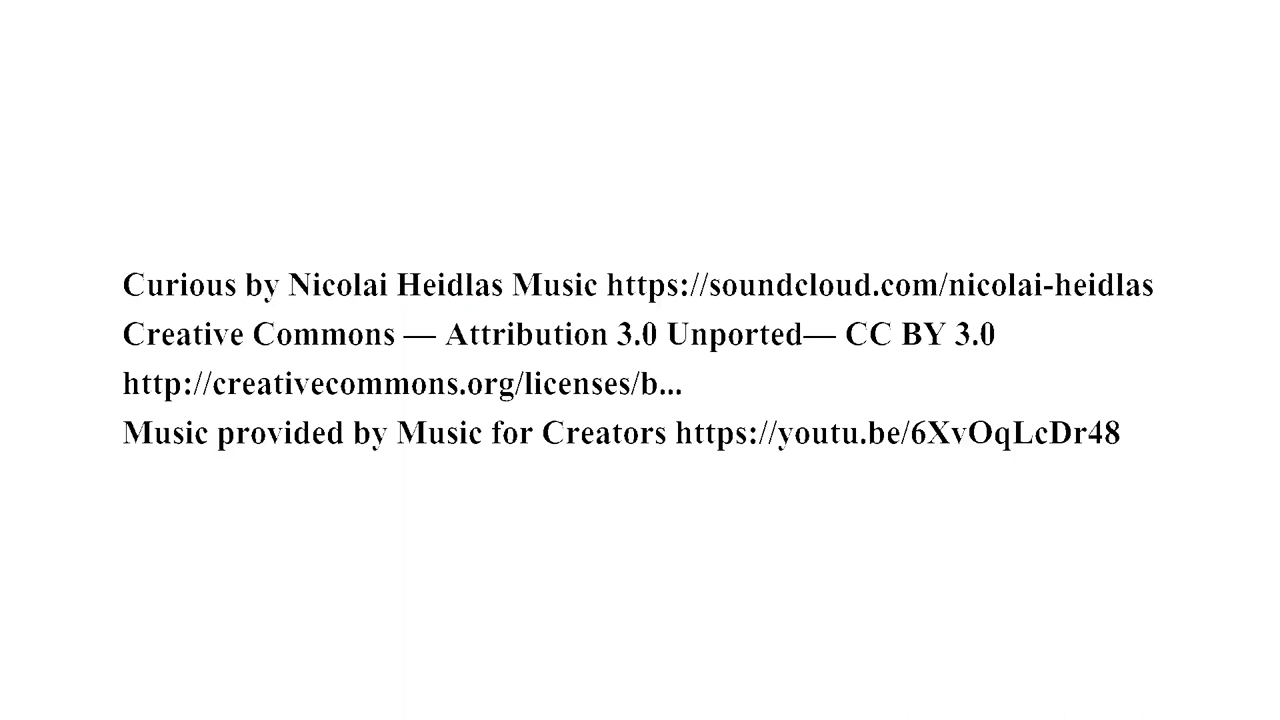 Curious by Nicolai Heidlas Music https://soundcloud.com/nicolai-heidlas
Creative Commons — Attribution 3.0 Unported— CC BY 3.0
http://creativecommons.org/licenses/b...
Music provided by Music for Creators https://youtu.be/6XvOqLcDr48